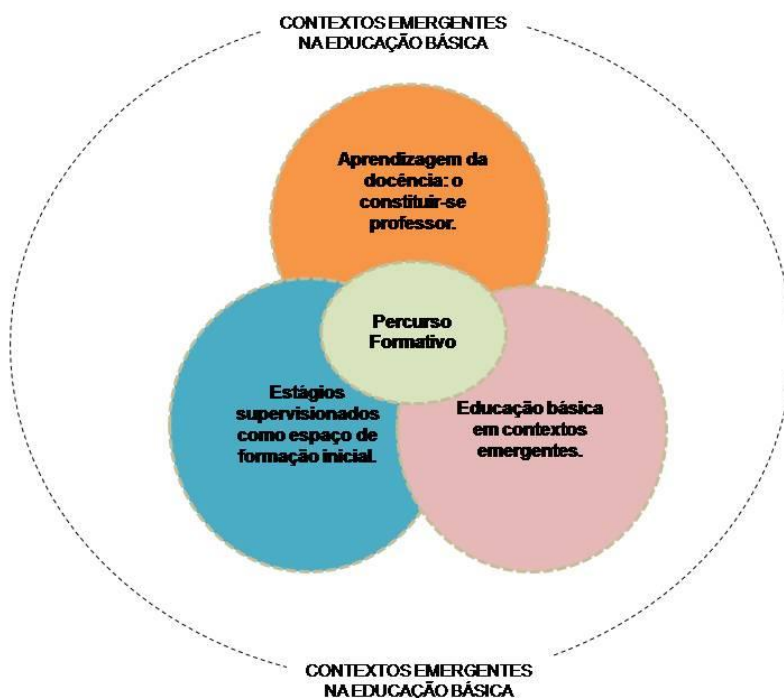 CONTEXTOS EMERGENTES
NA EDUCAÇÃO BÁSICA
Aprendizagem da
docência: o
constituir-se
professor.
Percurso
Formativo
Estágios
supervisionados
como espaço de
formação inicial.
Educação básica
em contextos
emergentes.
CONTEXTOS EMERGENTES
NA EDUCAÇÃO BÁSICA